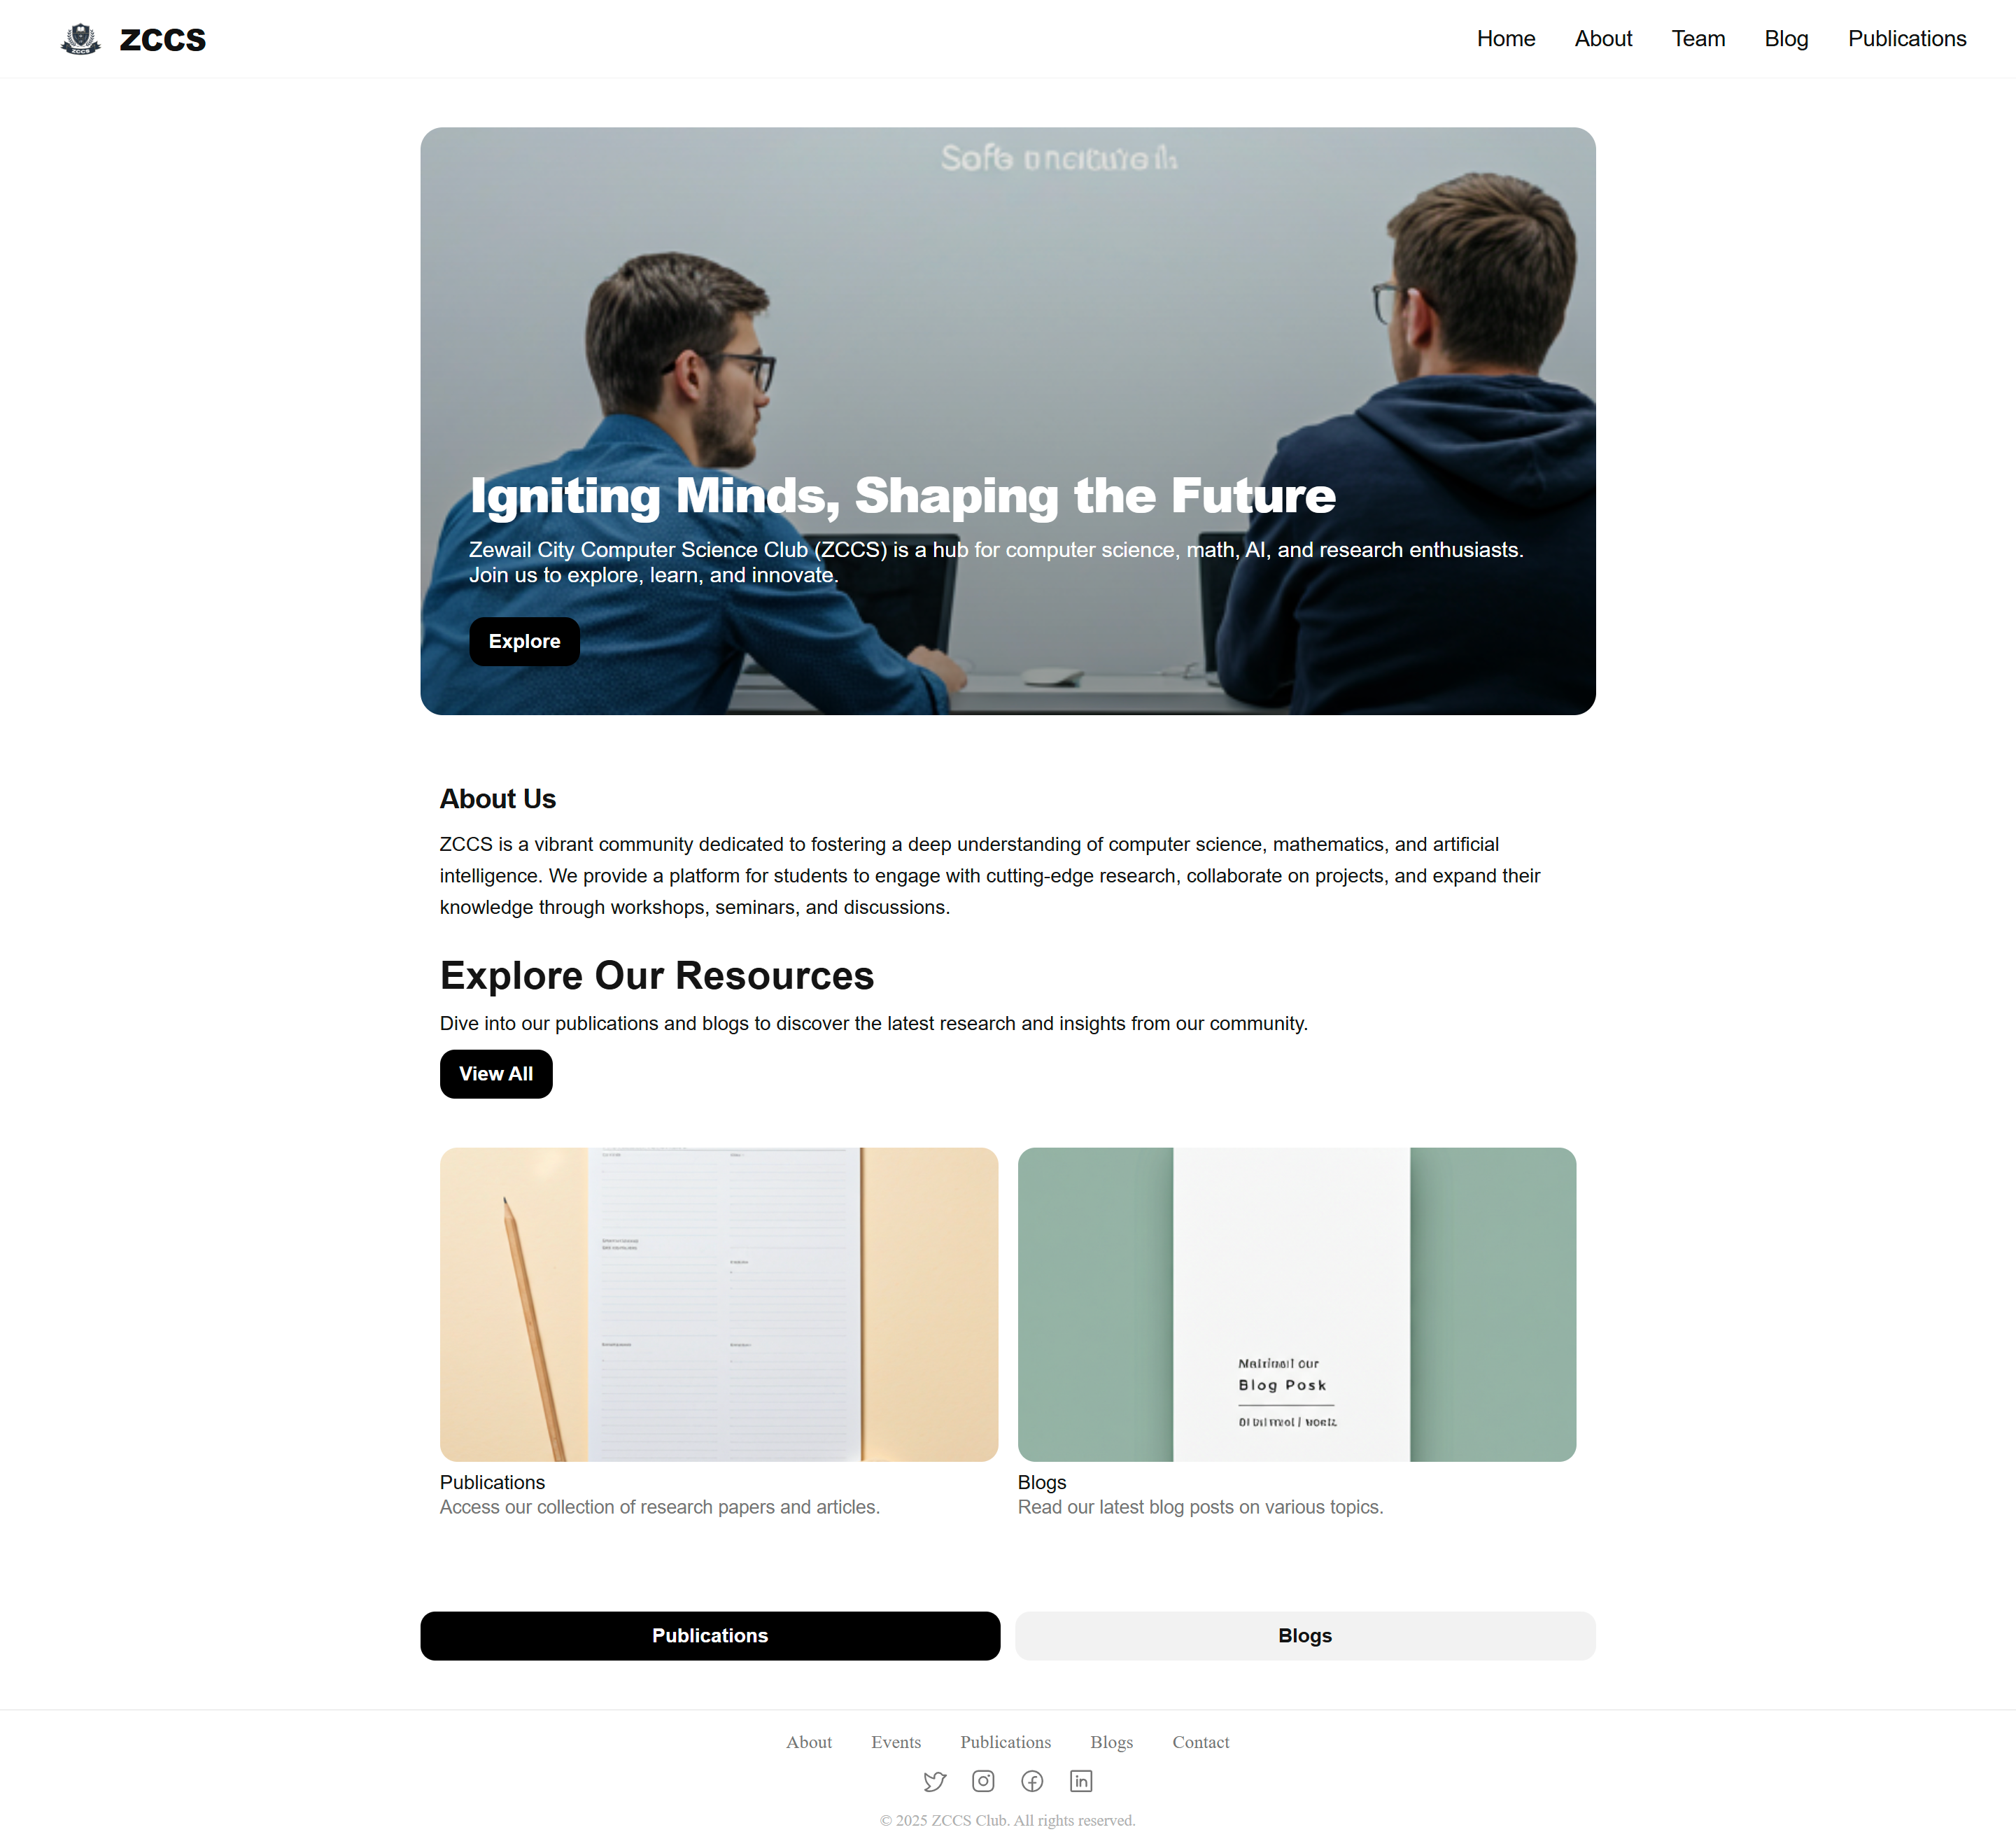 ZCCS
ZCCS
Home
About
Team
Blog
Publications
Igniting Minds, Shaping the Future
Zewail City Computer Science Club (ZCCS) is a hub for computer science, math, AI, and research enthusiasts.
Join us to explore, learn, and innovate.
Explore
About Us
ZCCS is a vibrant community dedicated to fostering a deep understanding of computer science, mathematics, and artificial
intelligence. We provide a platform for students to engage with cutting-edge research, collaborate on projects, and expand their
knowledge through workshops, seminars, and discussions.
Explore Our Resources
Dive into our publications and blogs to discover the latest research and insights from our community.
View All
our
Blog Posk
Publications
Access our collection of research papers and articles.
Blogs
Read our latest blog posts on various topics.
Publications
Blogs
About
Events
Publications
Blogs
Contact
© 2025 ZCCS Club. All rights reserved.